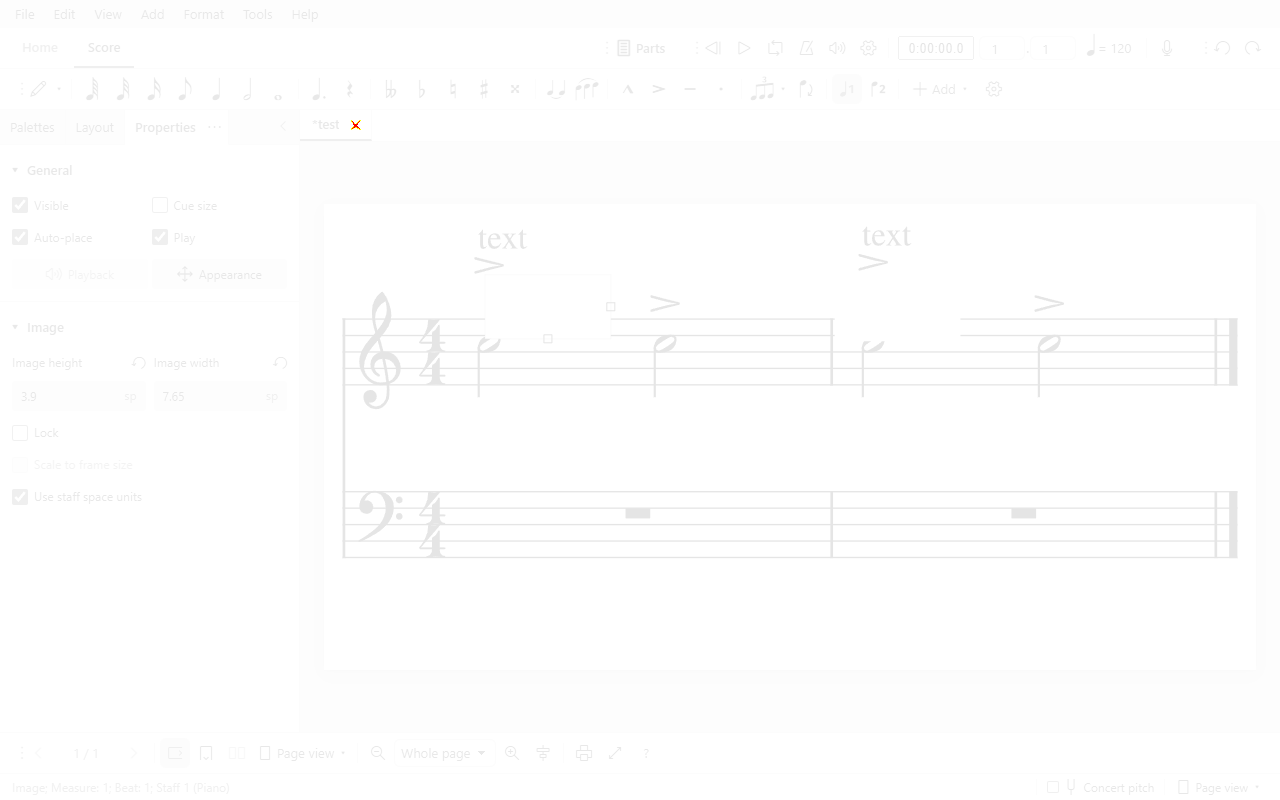 File Edit View Add Format Tools Help
Home Score Parts 0:00:00.0 1 . 1 = 120
3 1 2 Add
Palettes Layout Properties *test
General
Visible Cue size
Auto-place Play
Playback Appearance
Image
Image height Image width
3.9 sp 7.65 sp
Lock
Scale to frame size
Use staff space units
text text
1 / 1 Page view Whole page ?
Image; Measure: 1; Beat: 1; Staff 1 (Piano) Concert pitch Page view